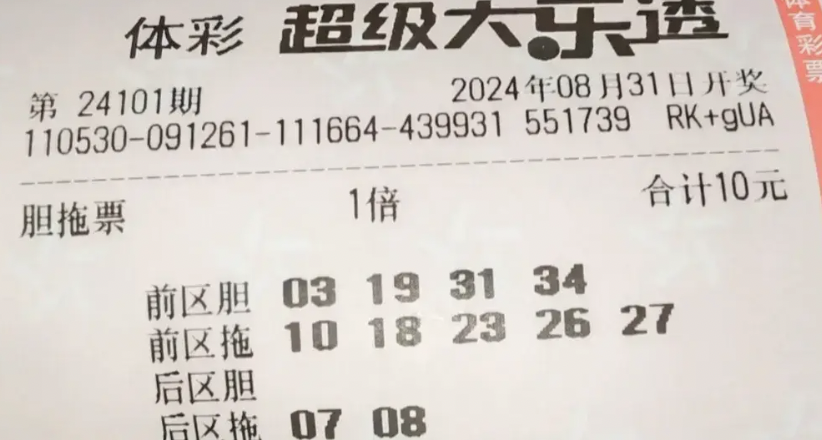 体彩 超级大乐透
第 24101期 2024年08月31日开奖
110530-091261-111664-439931 551739 RK+gUA
胆拖票 1倍 合计10元
前区胆 03 19 31 34
前区拖 10 18 23 26 27
后区胆
后区拖 07 08
体育彩票